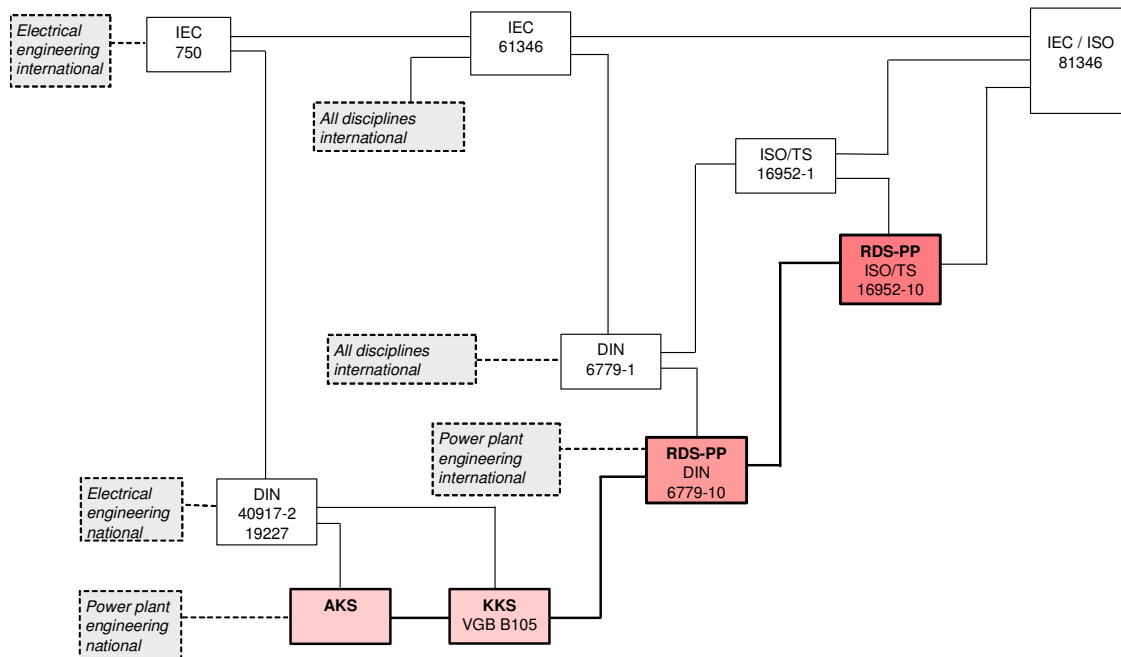 Electrical
engineering
international
IEC
750
IEC
61346
IEC / ISO
81346
All disciplines
international
ISO/TS
16952-1
RDS-PP
ISO/TS
16952-10
All disciplines
international
DIN
6779-1
Power plant
engineering
international
RDS-PP
DIN
6779-10
Electrical
engineering
national
DIN
40917-2
19227
Power plant
engineering
national
AKS
KKS
VGB B105